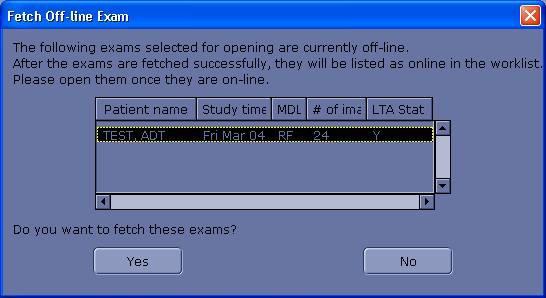 Fetch Off-line Exam
The following exams selected for opening are currently off-line.
After the exams are fetched successfully, they will be listed as online in the worklist.
Please open them once they are on-line.
Patient name Study time MDL # of ima LTA Stat
TEST, ADT Fri Mar 04 RF 24 Y
Do you want to fetch these exams?
Yes No